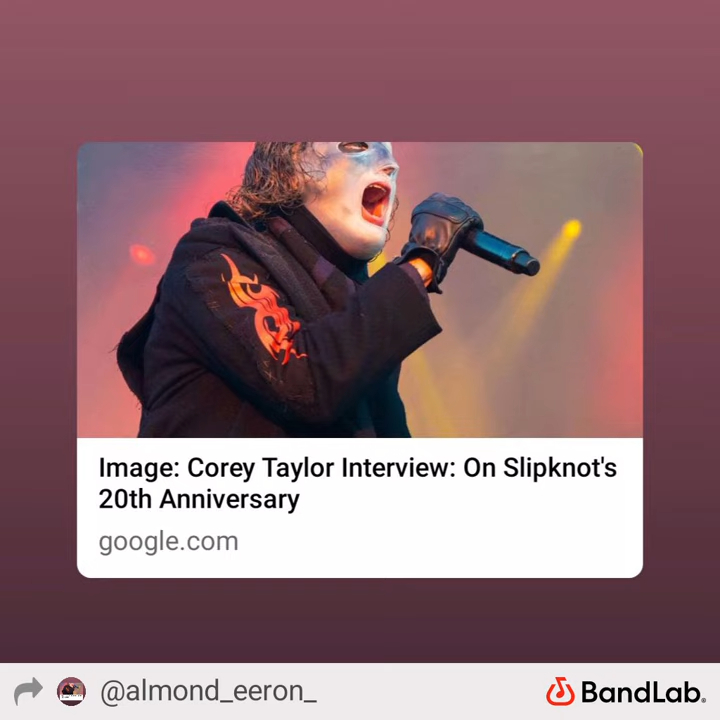 Image: Corey Taylor Interview: On Slipknot's
20th Anniversary
google.com
@almond_eeron_
BandLab.